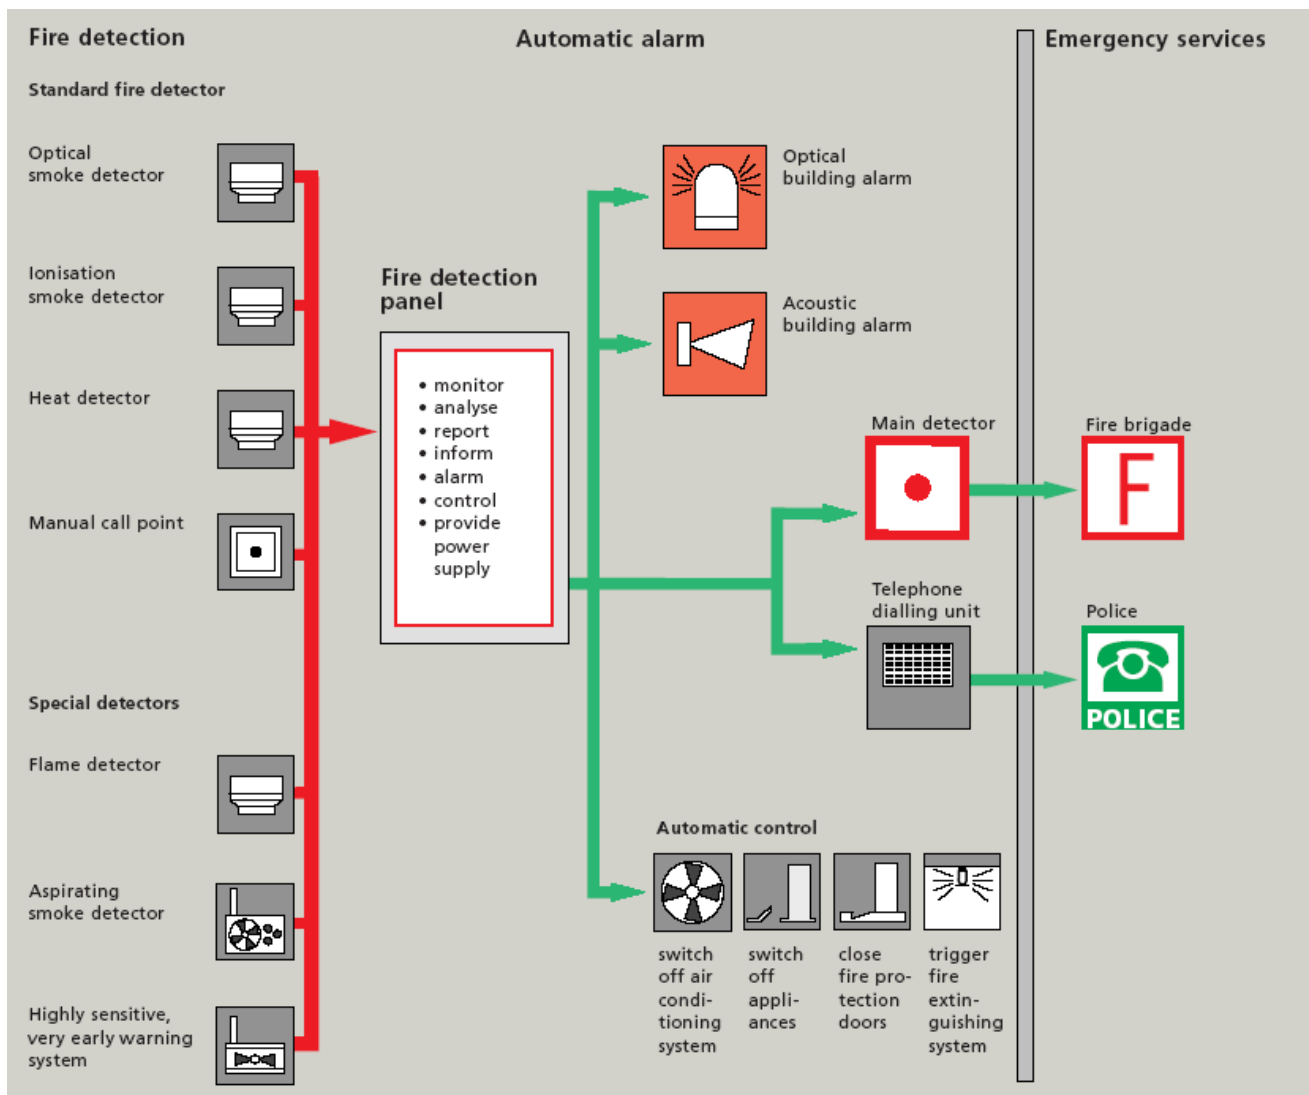 Fire detection
Automatic alarm
Emergency services
Standard fire detector
Optical
smoke detector
Ionisation
smoke detector
Heat detector
Manual call point
Special detectors
Flame detector
Aspirating
smoke detector
Highly sensitive,
very early warning
system
Fire detection
panel
• monitor
• analyse
• report
• inform
• alarm
• control
• provide
power
supply
Optical
building alarm
Acoustic
building alarm
Main detector
Telephone
dialling unit
Automatic control
switch
off air
condi-
tioning
system
switch
off
appli-
ances
close
fire pro-
tection
doors
trigger
fire
extin-
guishing
system
Fire brigade
F
Police
POLICE